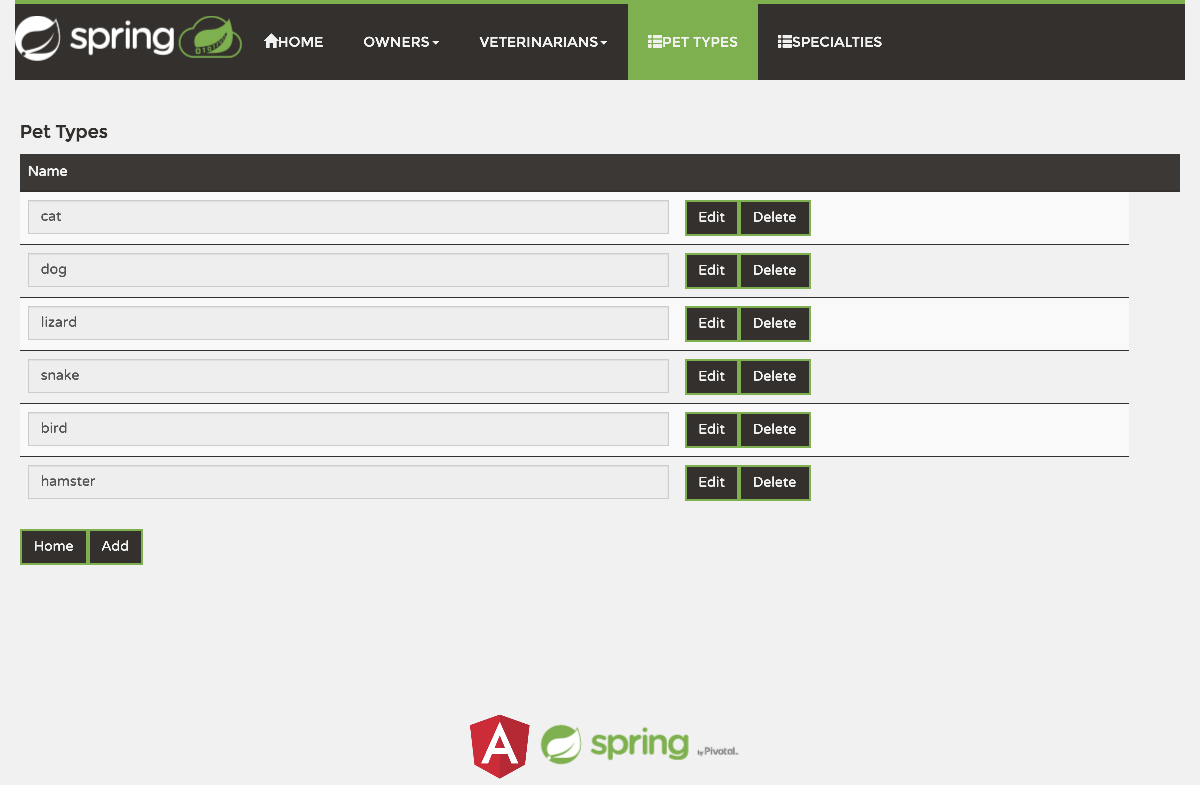 spring
HOME OWNERS VETERINARIANS PET TYPES SPECIALTIES
Pet Types
Name
cat Edit Delete
dog Edit Delete
lizard Edit Delete
snake Edit Delete
bird Edit Delete
hamster Edit Delete
Home Add
A spring by Pivotal.